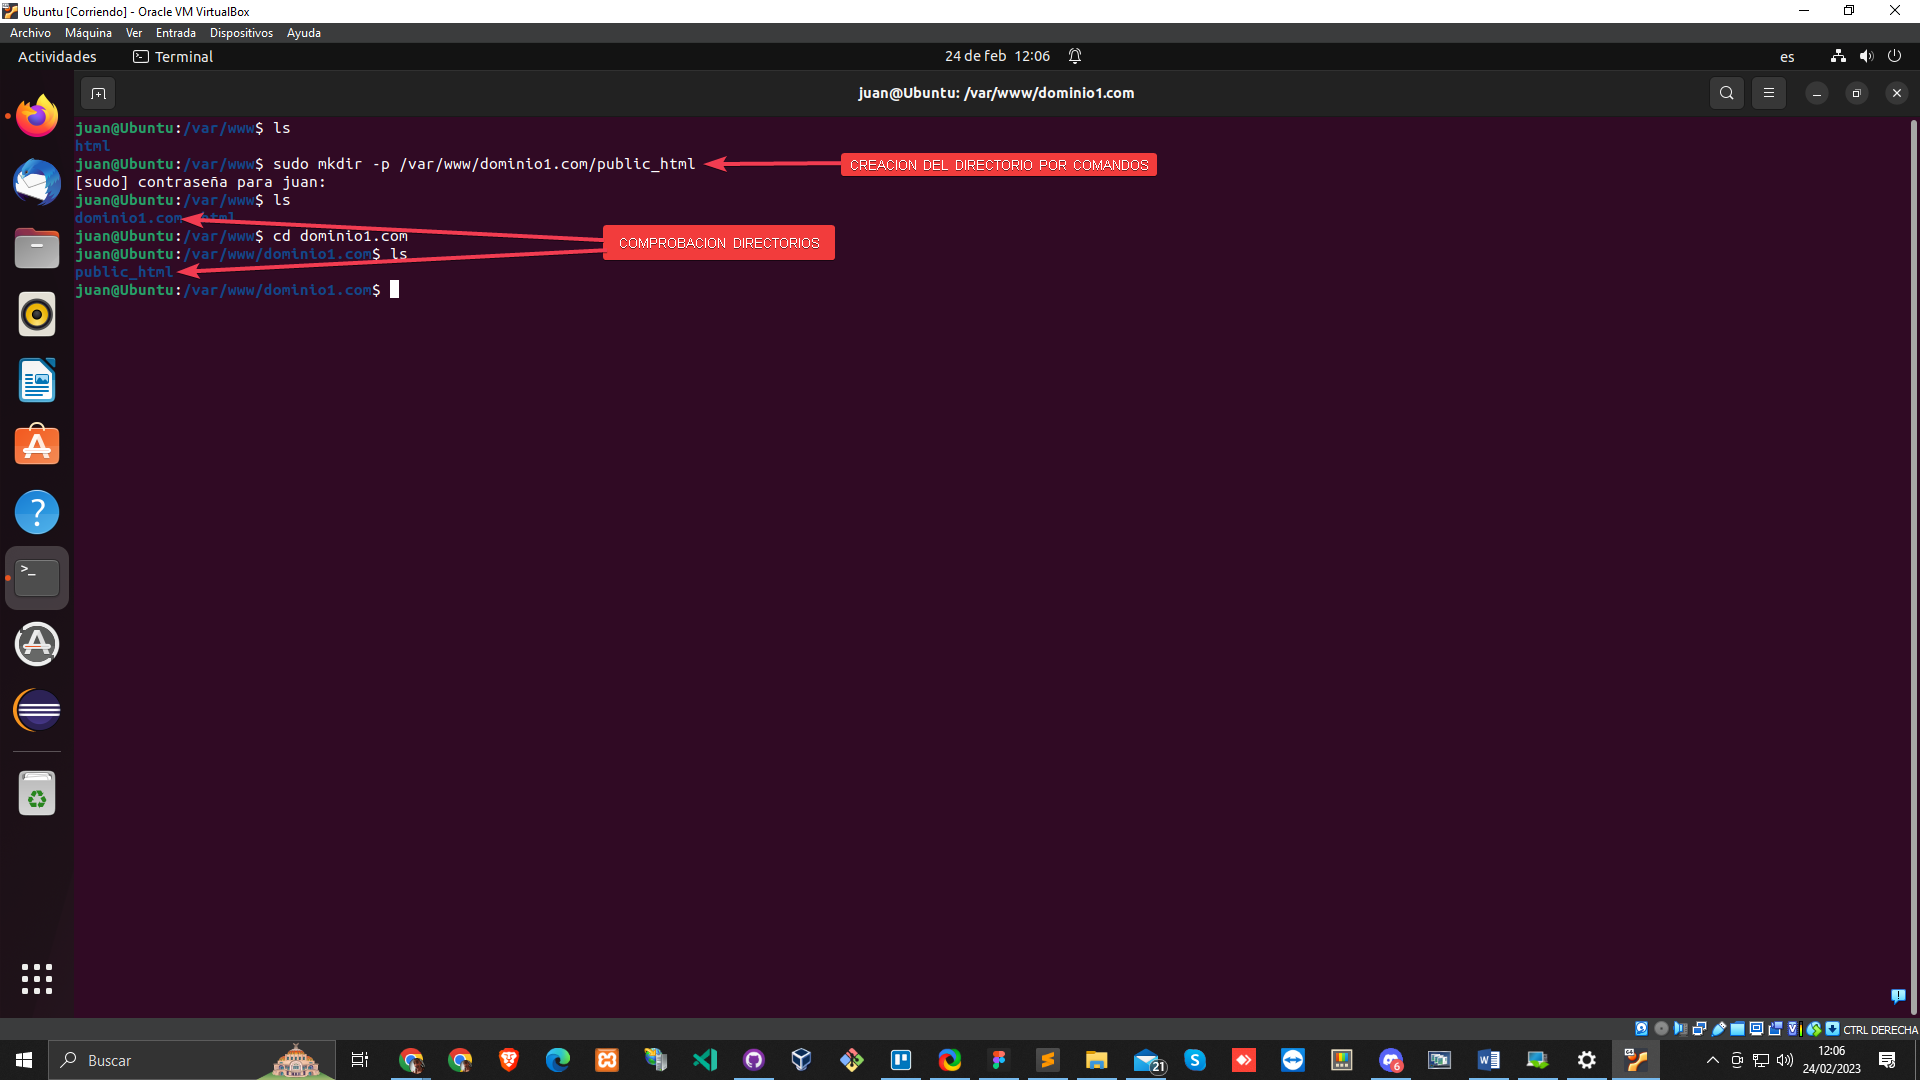 Ubuntu [Corriendo] - Oracle VM VirtualBox
Archivo Máquina Ver Entrada Dispositivos Ayuda
Actividades Terminal 24 de feb 12:06 es
juan@Ubuntu: /var/www/dominio1.com
juan@Ubuntu:/var/www$ ls
html
juan@Ubuntu:/var/www$ sudo mkdir -p /var/www/dominio1.com/public_html
CREACION DEL DIRECTORIO POR COMANDOS
[sudo] contraseña para juan:
juan@Ubuntu:/var/www$ ls
dominio1.com html
juan@Ubuntu:/var/www$ cd dominio1.com
COMPROBACION DIRECTORIOS
juan@Ubuntu:/var/www/dominio1.com$ ls
public_html
juan@Ubuntu:/var/www/dominio1.com$
CTRL DERECHA
Buscar
21
6
12:06
24/02/2023